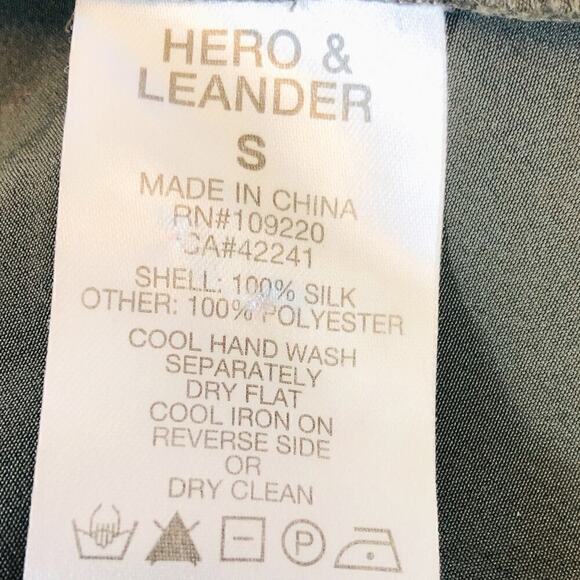 HERO &
LEANDER
S
MADE IN CHINA
RN#109220
CA#42241
SHELL: 100% SILK
OTHER: 100% POLYESTER
COOL HAND WASH
SEPARATELY
DRY FLAT
COOL IRON ON
REVERSE SIDE
OR
DRY CLEAN
P